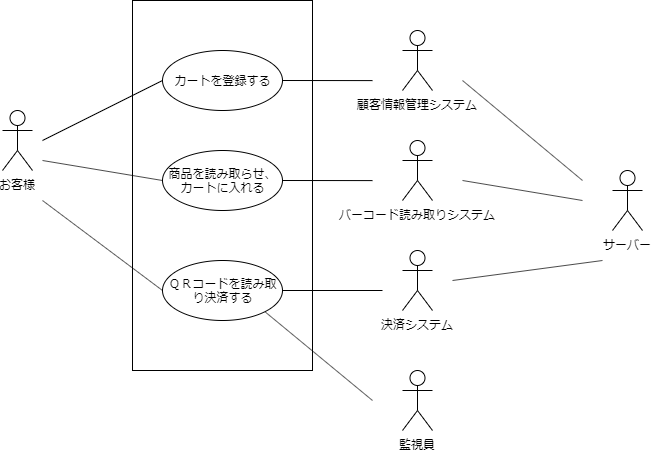 カートを登録する
顧客情報管理システム
お客様
商品を読み取らせ、
カートに入れる
バーコード読み取りシステム
サーバー
ＱＲコードを読み取
り決済する
決済システム
監視員